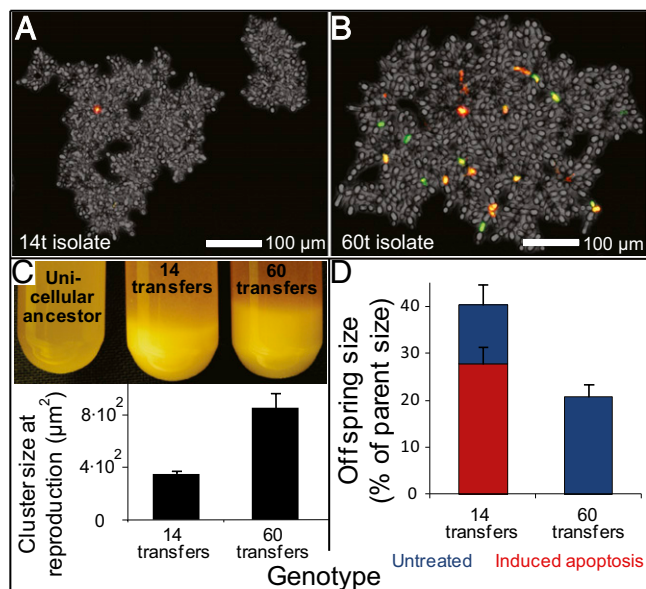 A
14t isolate
100 µm
B
60t isolate
100 µm
C
Uni-
cellular
ancestor
14
transfers
60
transfers
Cluster size at
reproduction (µm²)
8·10²
4·10²
0
14
transfers
60
transfers
D
Offspring size
(% of parent size)
40
30
20
10
0
14
transfers
60
transfers
Untreated
Induced apoptosis
Genotype